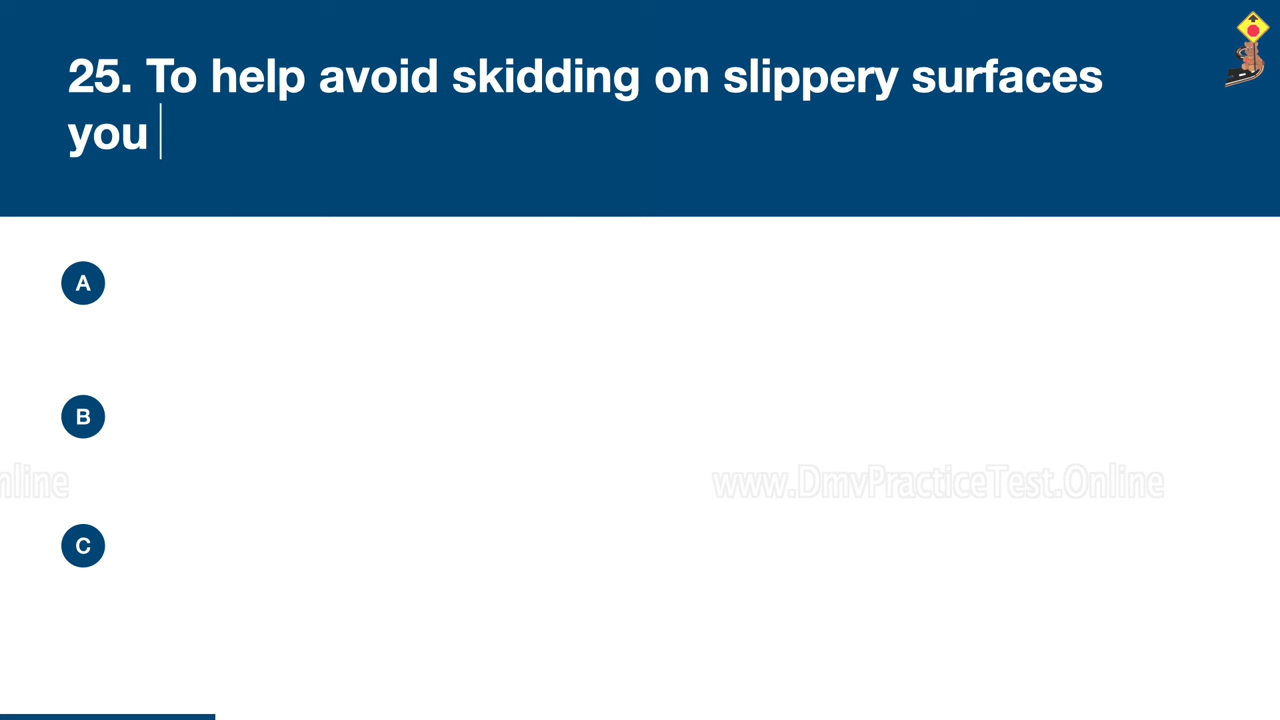 25. To help avoid skidding on slippery surfaces
you
A
B
nline
www.DmvPracticeTest.Online
C